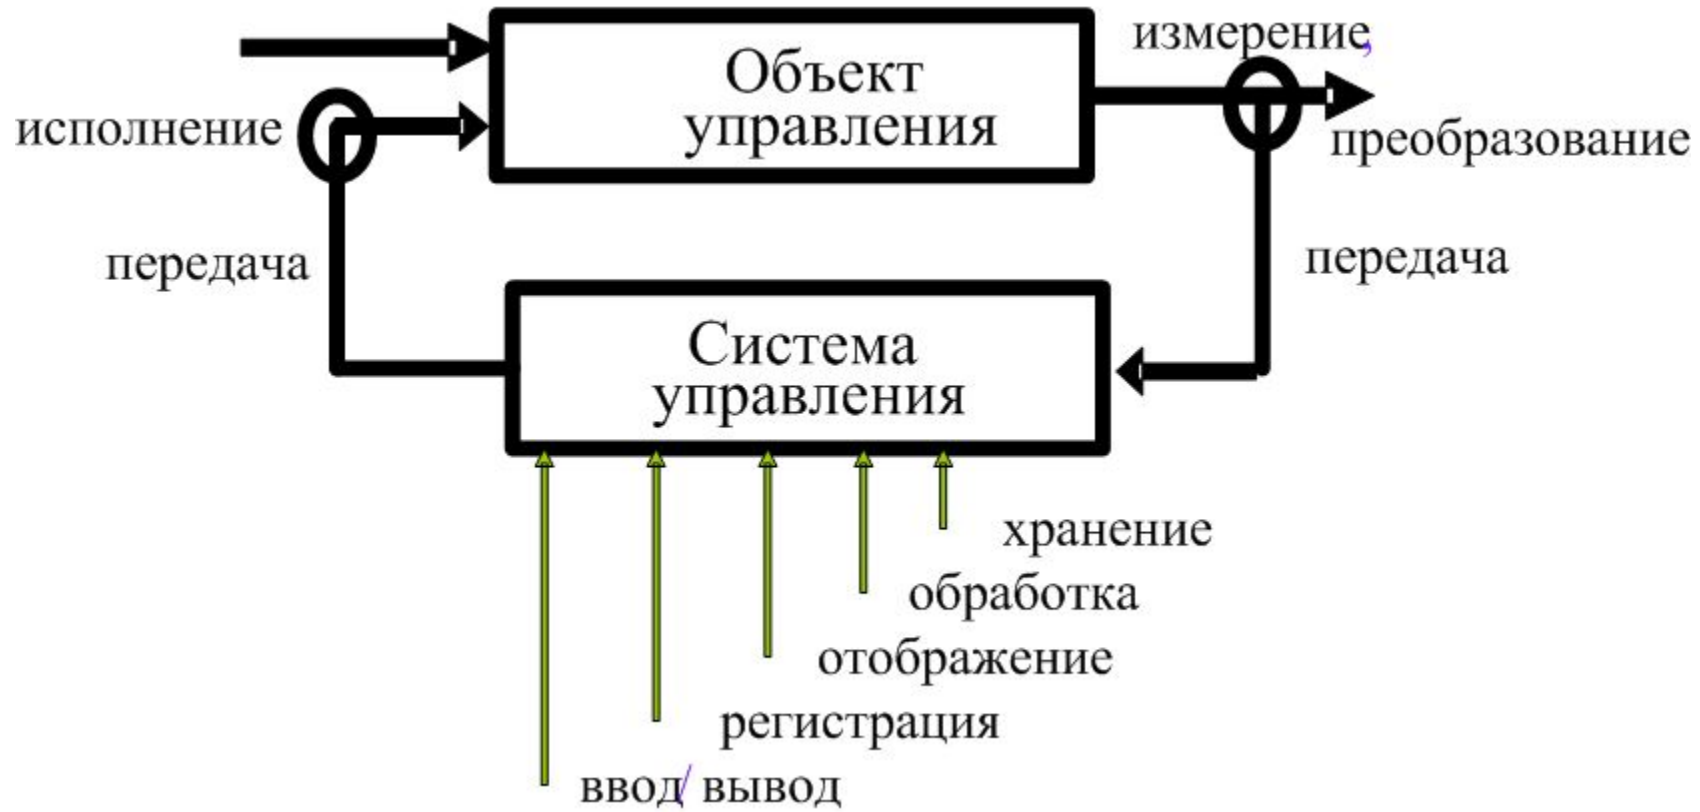 измерение,
Объект
управления
исполнение
преобразование
передача
передача
Система
управления
хранение
обработка
отображение
регистрация
ввод/ вывод